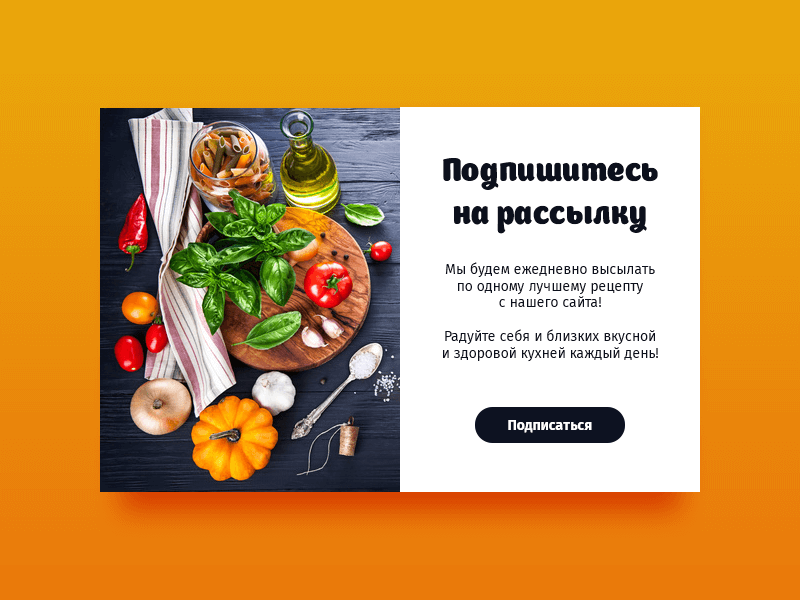 Подпишитесь
на рассылку
Мы будем ежедневно высылать
по одному лучшему рецепту
с нашего сайта!
Радуйте себя и близких вкусной
и здоровой кухней каждый день!
Подписаться